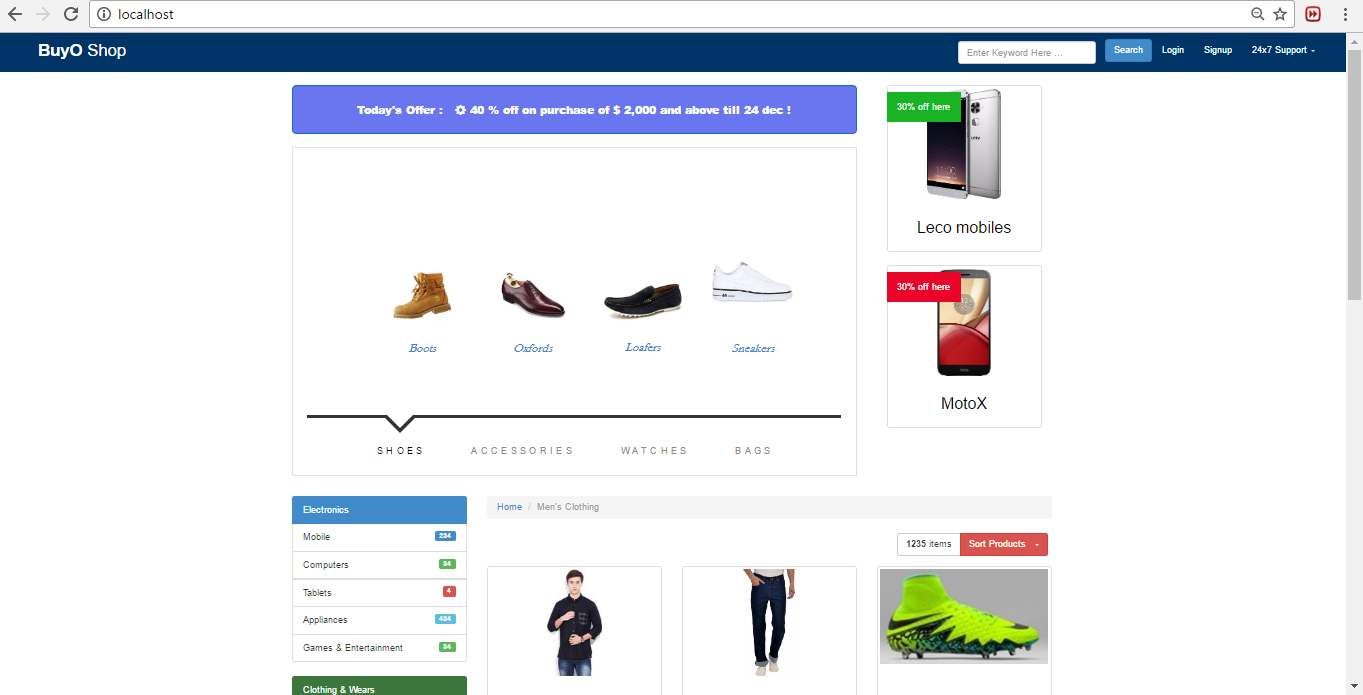 localhost
BuyO Shop
Enter Keyword Here ...
Search
Login
Signup
24x7 Support
Today's Offer : 40 % off on purchase of $ 2,000 and above till 24 dec !
30% off here
Leco mobiles
30% off here
MotoX
Boots
Oxfords
Loafers
Sneakers
SHOES
ACCESSORIES
WATCHES
BAGS
Electronics
Mobile 234
Computers 34
Tablets 4
Appliances 434
Games & Entertainment 34
Clothing & Wears
Home / Men's Clothing
1235 items
Sort Products